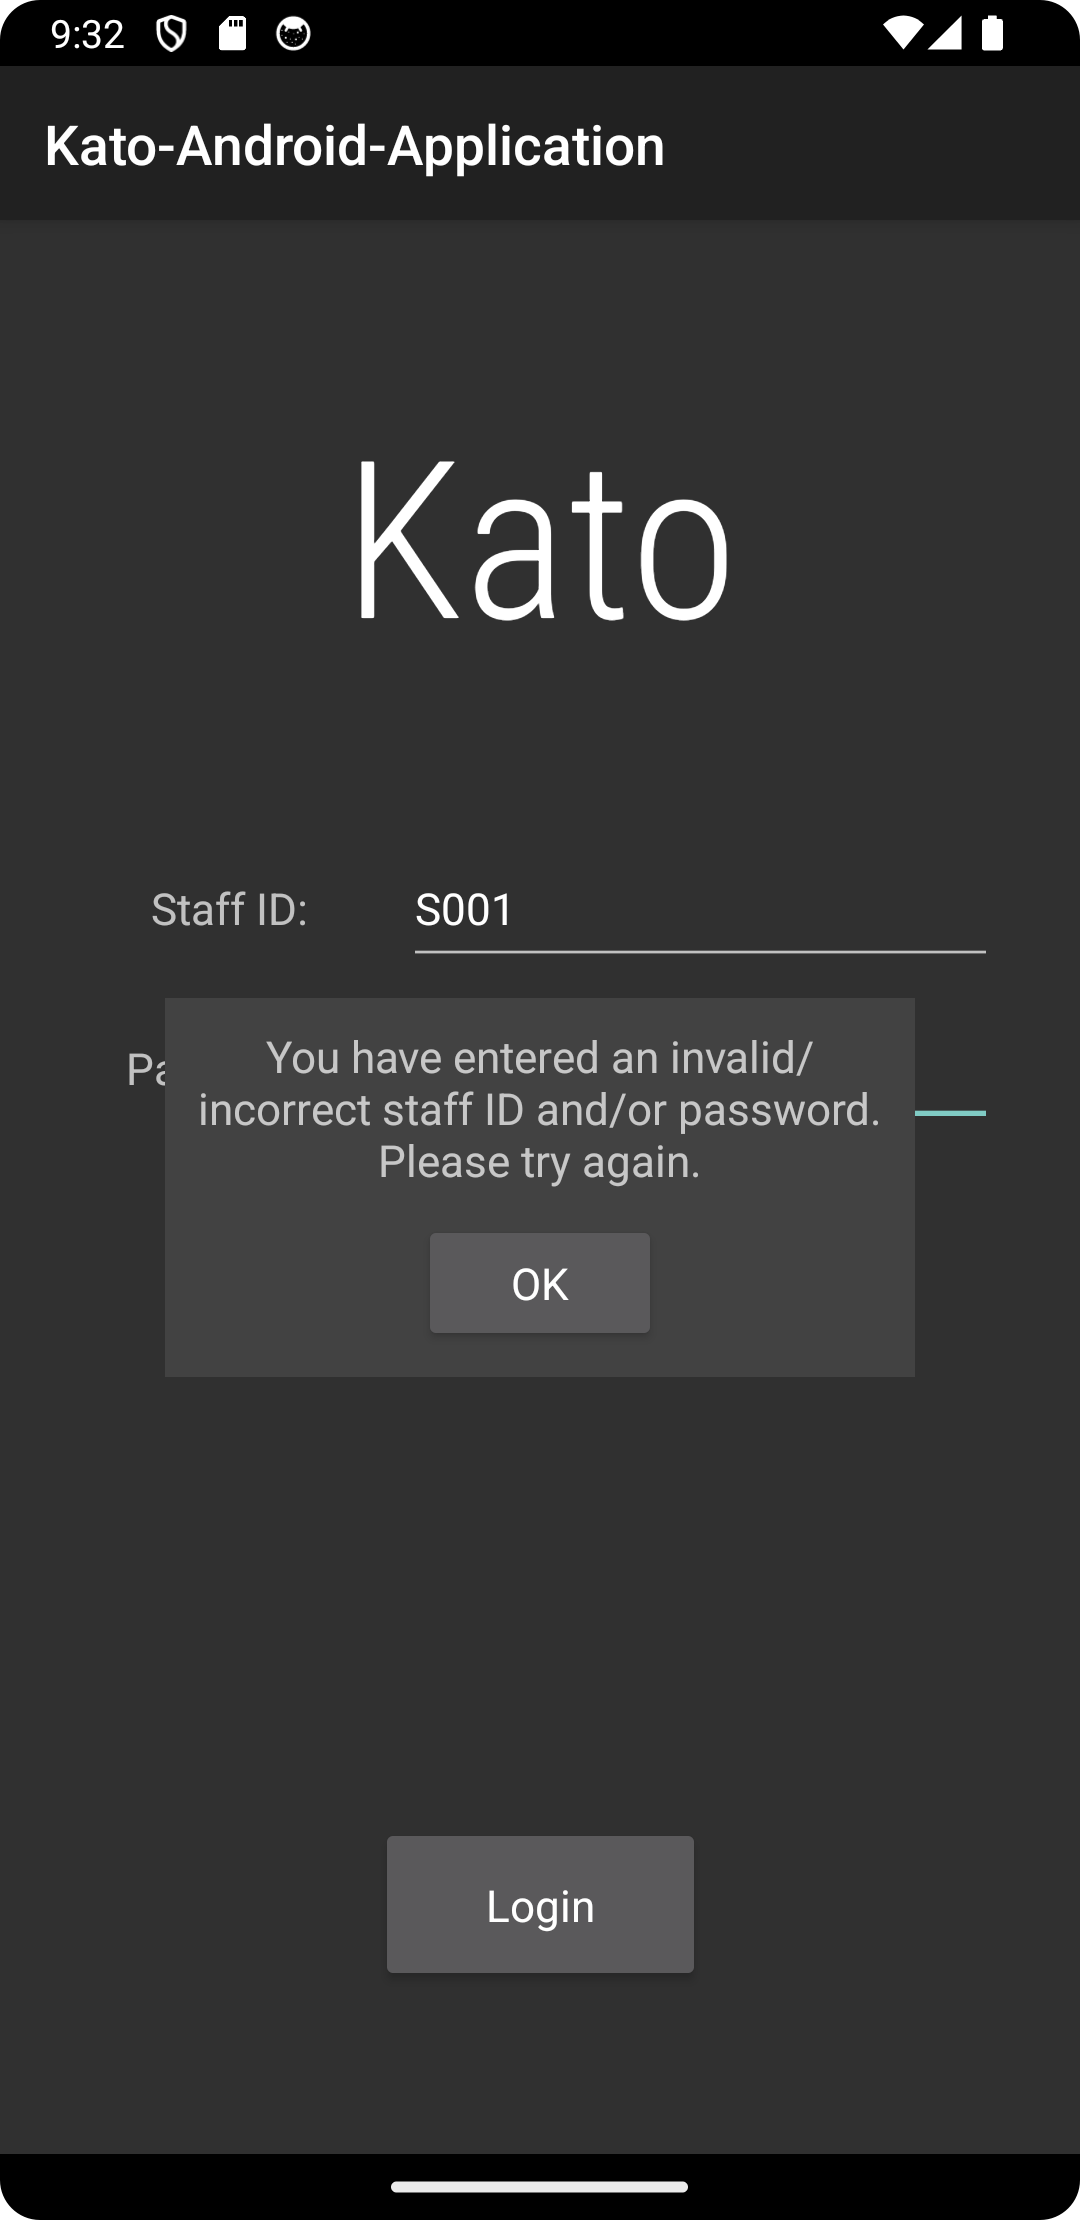 9:32
Kato-Android-Application
Kato
Staff ID:
S001
You have entered an invalid/
incorrect staff ID and/or password.
Please try again.
OK
Login